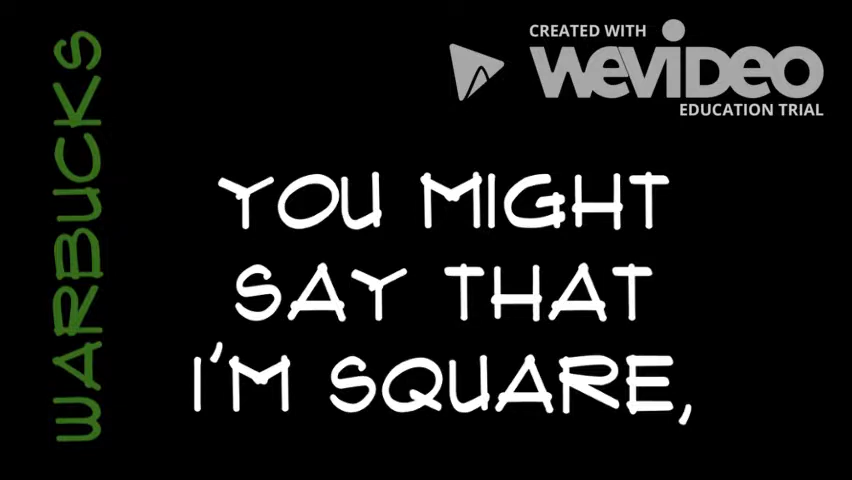 WARBUCKS
CREATED WITH
WEVIDEO
EDUCATION TRIAL
YOU MIGHT
SAY THAT
I'M SQUARE,